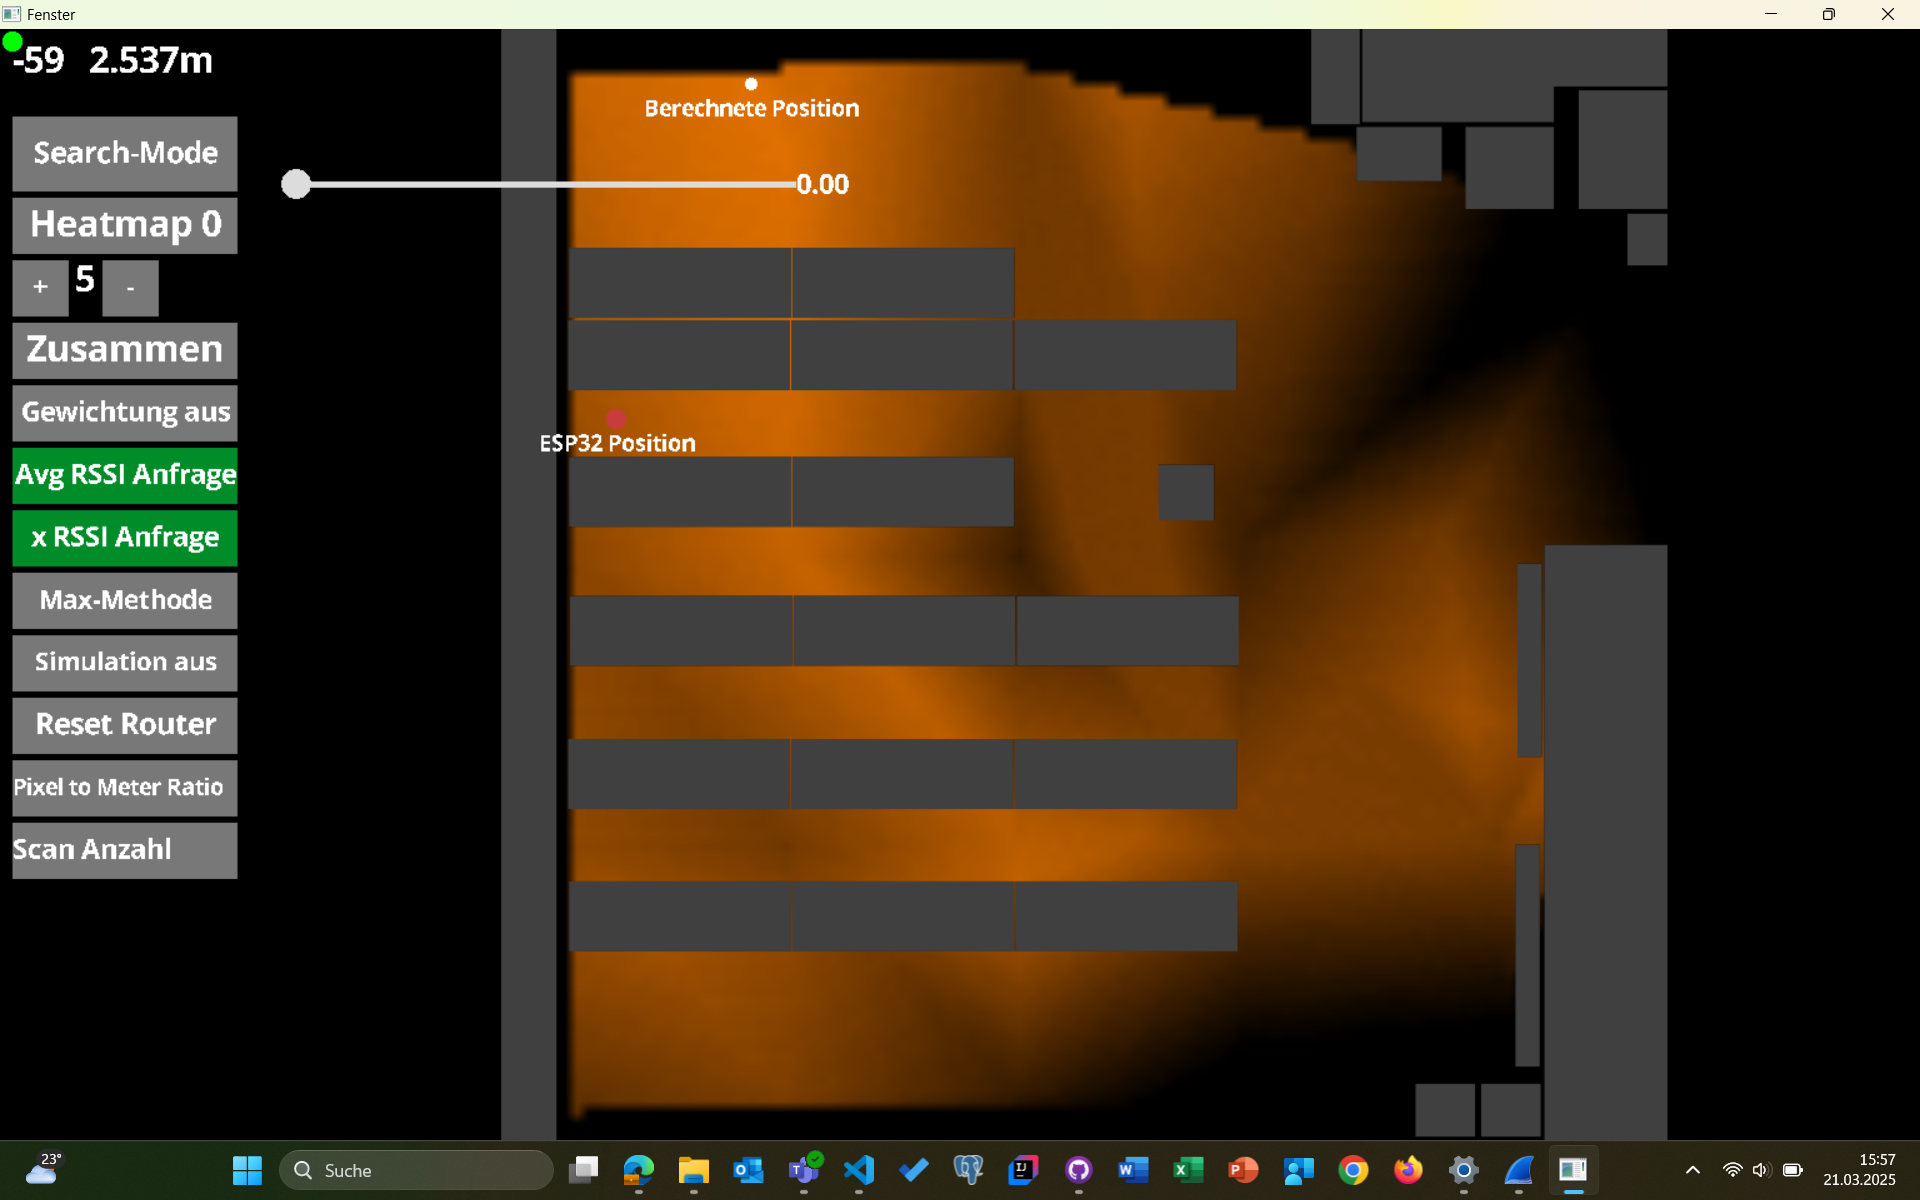 Fenster
-59 2.537m
Berechnete Position
Search-Mode
0.00
Heatmap 0
+ 5 -
Zusammen
Gewichtung aus
ESP32 Position
Avg RSSI Anfrage
x RSSI Anfrage
Max-Methode
Simulation aus
Reset Router
Pixel to Meter Ratio
Scan Anzahl
23°
Suche
15:57
21.03.2025